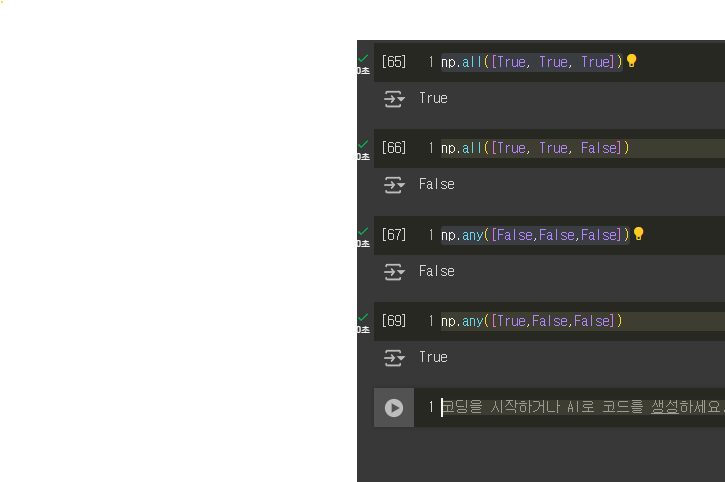 [65] 1 np.all([True, True, True])
0초
True
[66] 1 np.all([True, True, False])
0초
False
[67] 1 np.any([False,False,False])
0초
False
[69] 1 np.any([True,False,False])
0초
True
1 코딩을 시작하거나 AI로 코드를 생성하세요.